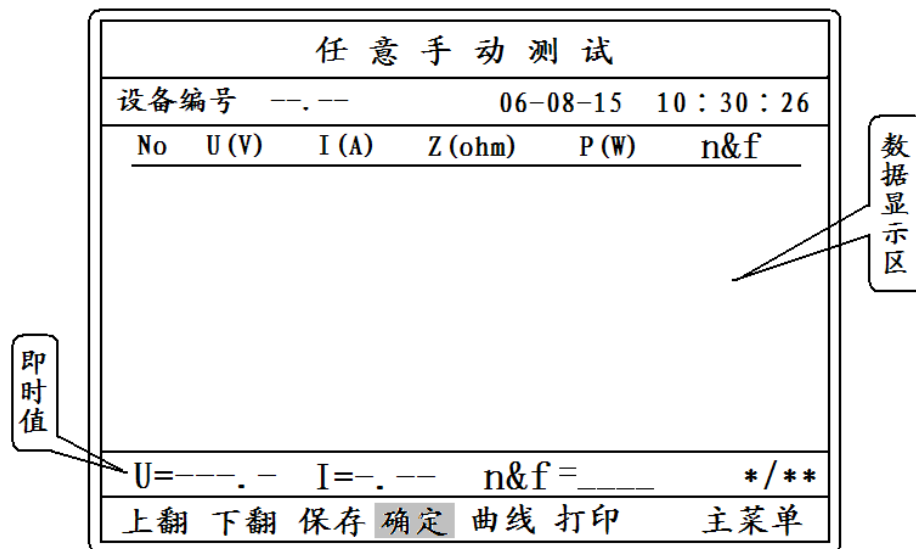 任意手动测试
设备编号 --.-- 06-08-15 10：30：26
No U(V) I(A) Z(ohm) P(W) n&f
数据显示区
即时值
U=---.- I=-.-- n&f=____ */**
上翻 下翻 保存 确定 曲线 打印 主菜单